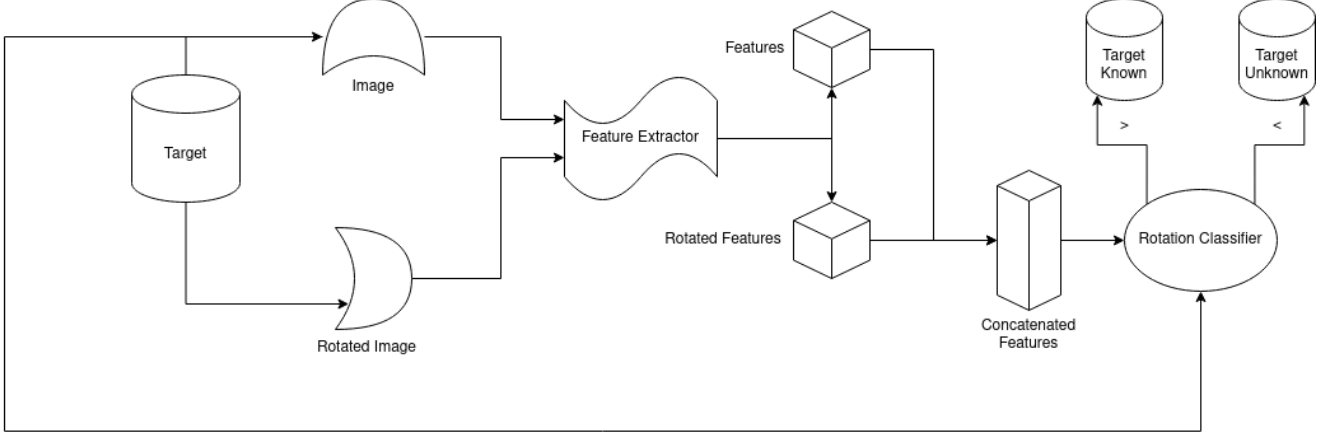 Target
Image
Rotated Image
Feature Extractor
Features
Rotated Features
Concatenated
Features
Rotation Classifier
>
<
Target
Known
Target
Unknown